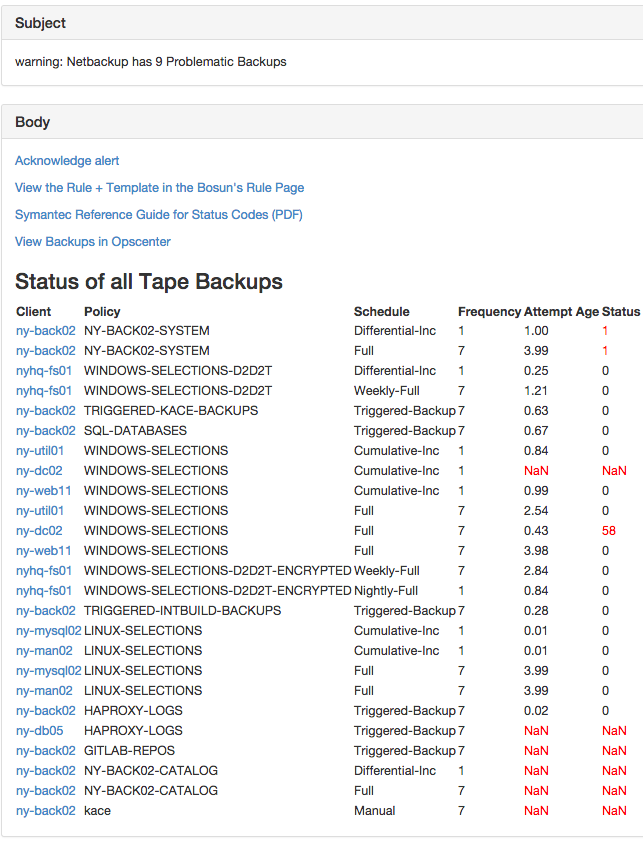 Subject
warning: Netbackup has 9 Problematic Backups
Body
Acknowledge alert
View the Rule + Template in the Bosun's Rule Page
Symantec Reference Guide for Status Codes (PDF)
View Backups in Opscenter
Status of all Tape Backups
Client Policy Schedule Frequency Attempt Age Status
ny-back02 NY-BACK02-SYSTEM Differential-Inc 1 1.00 1
ny-back02 NY-BACK02-SYSTEM Full 7 3.99 1
nyhq-fs01 WINDOWS-SELECTIONS-D2D2T Differential-Inc 1 0.25 0
nyhq-fs01 WINDOWS-SELECTIONS-D2D2T Weekly-Full 7 1.21 0
ny-back02 TRIGGERED-KACE-BACKUPS Triggered-Backup 7 0.63 0
ny-back02 SQL-DATABASES Triggered-Backup 7 0.67 0
ny-util01 WINDOWS-SELECTIONS Cumulative-Inc 1 0.84 0
ny-dc02 WINDOWS-SELECTIONS Cumulative-Inc 1 NaN NaN
ny-web11 WINDOWS-SELECTIONS Cumulative-Inc 1 0.99 0
ny-util01 WINDOWS-SELECTIONS Full 7 2.54 0
ny-dc02 WINDOWS-SELECTIONS Full 7 0.43 58
ny-web11 WINDOWS-SELECTIONS Full 7 3.98 0
nyhq-fs01 WINDOWS-SELECTIONS-D2D2T-ENCRYPTED Weekly-Full 7 2.84 0
nyhq-fs01 WINDOWS-SELECTIONS-D2D2T-ENCRYPTED Nightly-Full 1 0.84 0
ny-back02 TRIGGERED-INTBUILD-BACKUPS Triggered-Backup 7 0.28 0
ny-mysql02 LINUX-SELECTIONS Cumulative-Inc 1 0.01 0
ny-man02 LINUX-SELECTIONS Cumulative-Inc 1 0.01 0
ny-mysql02 LINUX-SELECTIONS Full 7 3.99 0
ny-man02 LINUX-SELECTIONS Full 7 3.99 0
ny-back02 HAPROXY-LOGS Triggered-Backup 7 0.02 0
ny-db05 HAPROXY-LOGS Triggered-Backup 7 NaN NaN
ny-back02 GITLAB-REPOS Triggered-Backup 7 NaN NaN
ny-back02 NY-BACK02-CATALOG Differential-Inc 1 NaN NaN
ny-back02 NY-BACK02-CATALOG Full 7 NaN NaN
ny-back02 kace Manual 7 NaN NaN